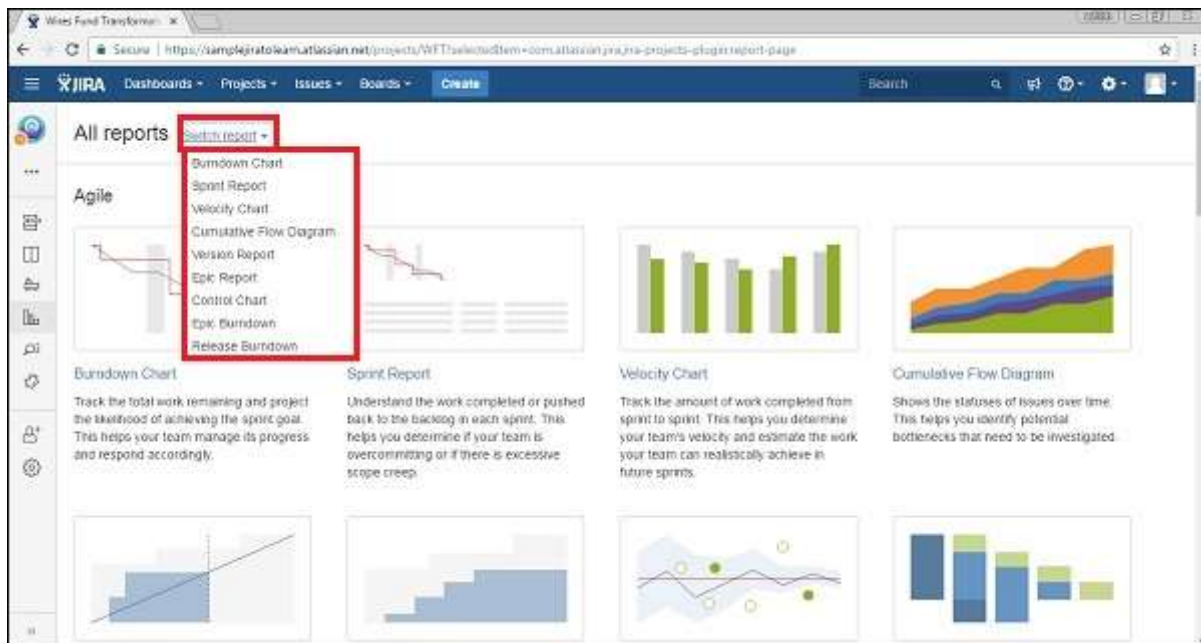 Wires Fund Transforma
Secure | https://samplejiratolearn.atlassian.net/projects/WFT?selectedItem=com.atlassian.jira.jira-projects-plugin:report-page
JIRA Dashboards Projects Issues Boards Create Search
All reports Switch report
Burndown Chart
Sprint Report
Velocity Chart
Cumulative Flow Diagram
Version Report
Epic Report
Control Chart
Epic Burndown
Release Burndown
Agile
Burndown Chart
Track the total work remaining and project
the likelihood of achieving the sprint goal.
This helps your team manage its progress
and respond accordingly.
Sprint Report
Understand the work completed or pushed
back to the backlog in each sprint. This
helps you determine if your team is
overcommitting or if there is excessive
scope creep.
Velocity Chart
Track the amount of work completed from
sprint to sprint. This helps you determine
your team's velocity and estimate the work
your team can realistically achieve in
future sprints.
Cumulative Flow Diagram
Shows the statuses of issues over time.
This helps you identify potential
bottlenecks that need to be investigated.